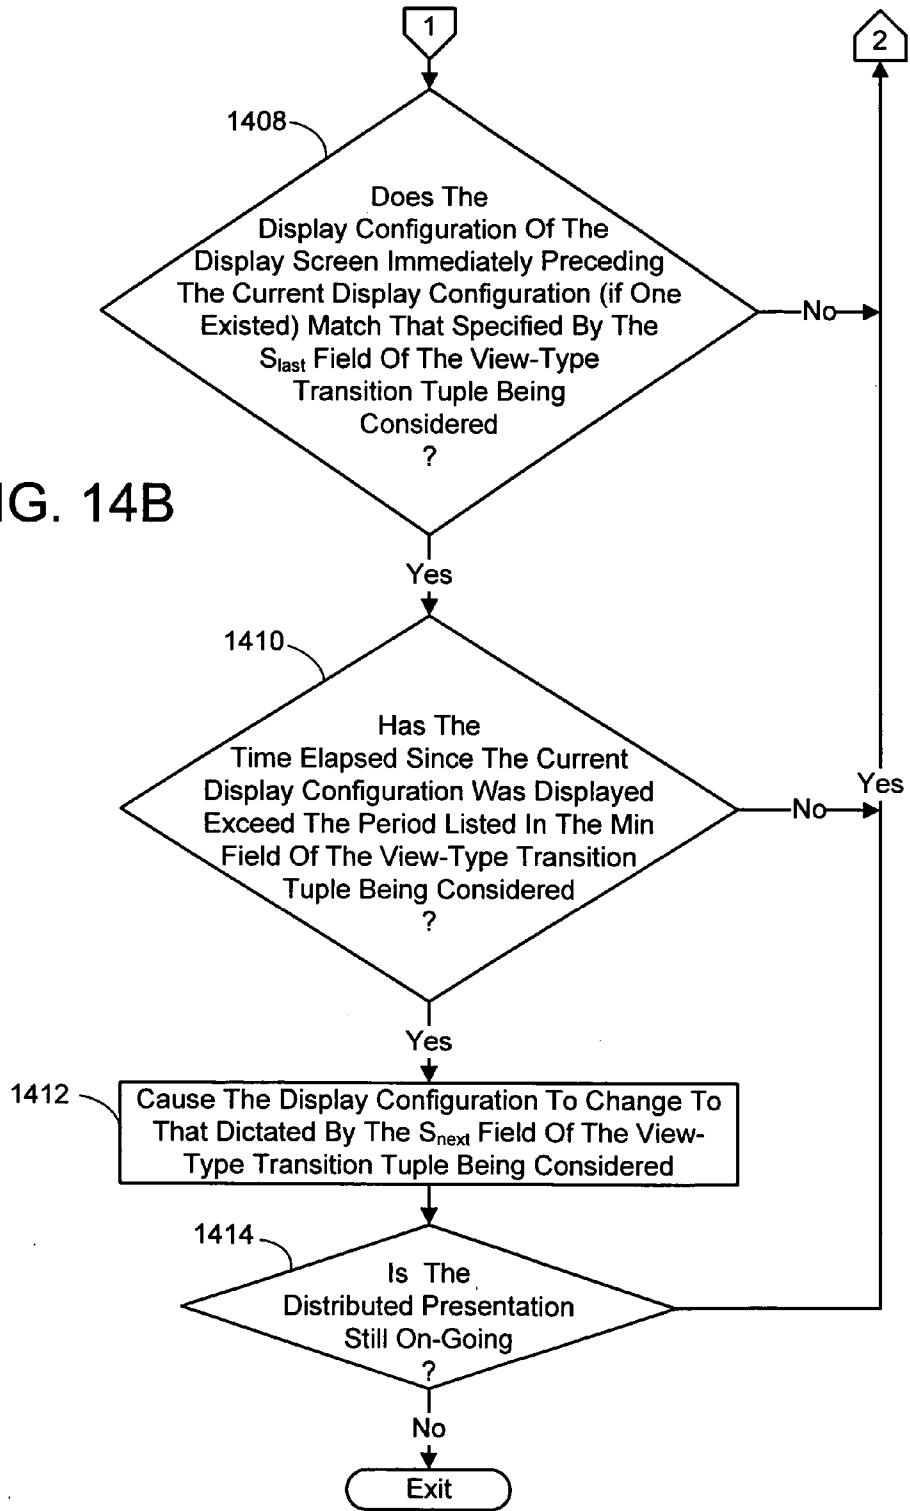 1
2
1408
Does The
Display Configuration Of The
Display Screen Immediately Preceding
The Current Display Configuration (if One
Existed) Match That Specified By The
Slast Field Of The View-Type
Transition Tuple Being
Considered
?
No
IG. 14B
Yes
1410
Has The
Time Elapsed Since The Current
Display Configuration Was Displayed
Exceed The Period Listed In The Min
Field Of The View-Type Transition
Tuple Being Considered
?
Yes
No
Yes
1412
Cause The Display Configuration To Change To
That Dictated By The Snext Field Of The View-
Type Transition Tuple Being Considered
1414
Is The
Distributed Presentation
Still On-Going
?
No
Exit